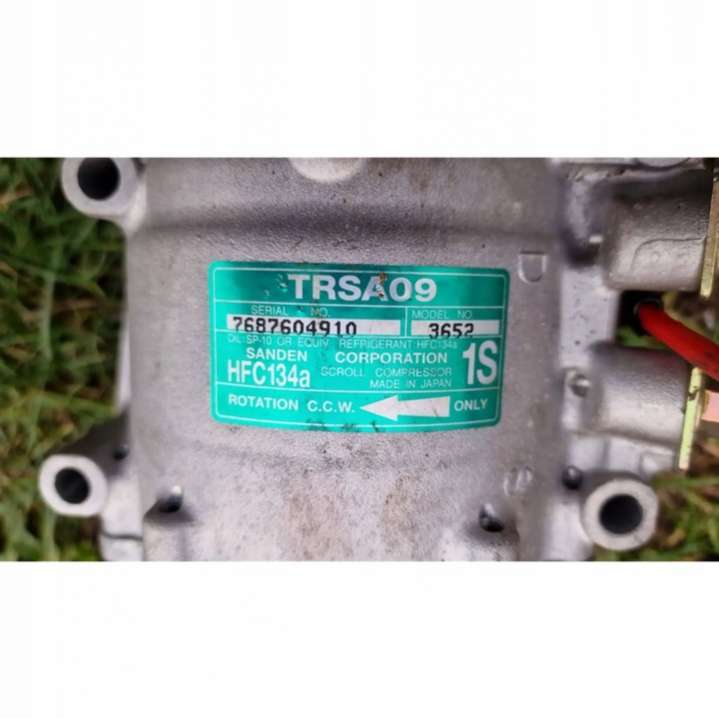 TRSA09
SERIAL NO. MODEL NO.
7687604910 3652
OIL:SP-10 OR EQUIV. REFRIGERANT HFC134a
SANDEN CORPORATION
HFC134a SCROLL COMPRESSOR 1S
MADE IN JAPAN
ROTATION C.C.W. ONLY